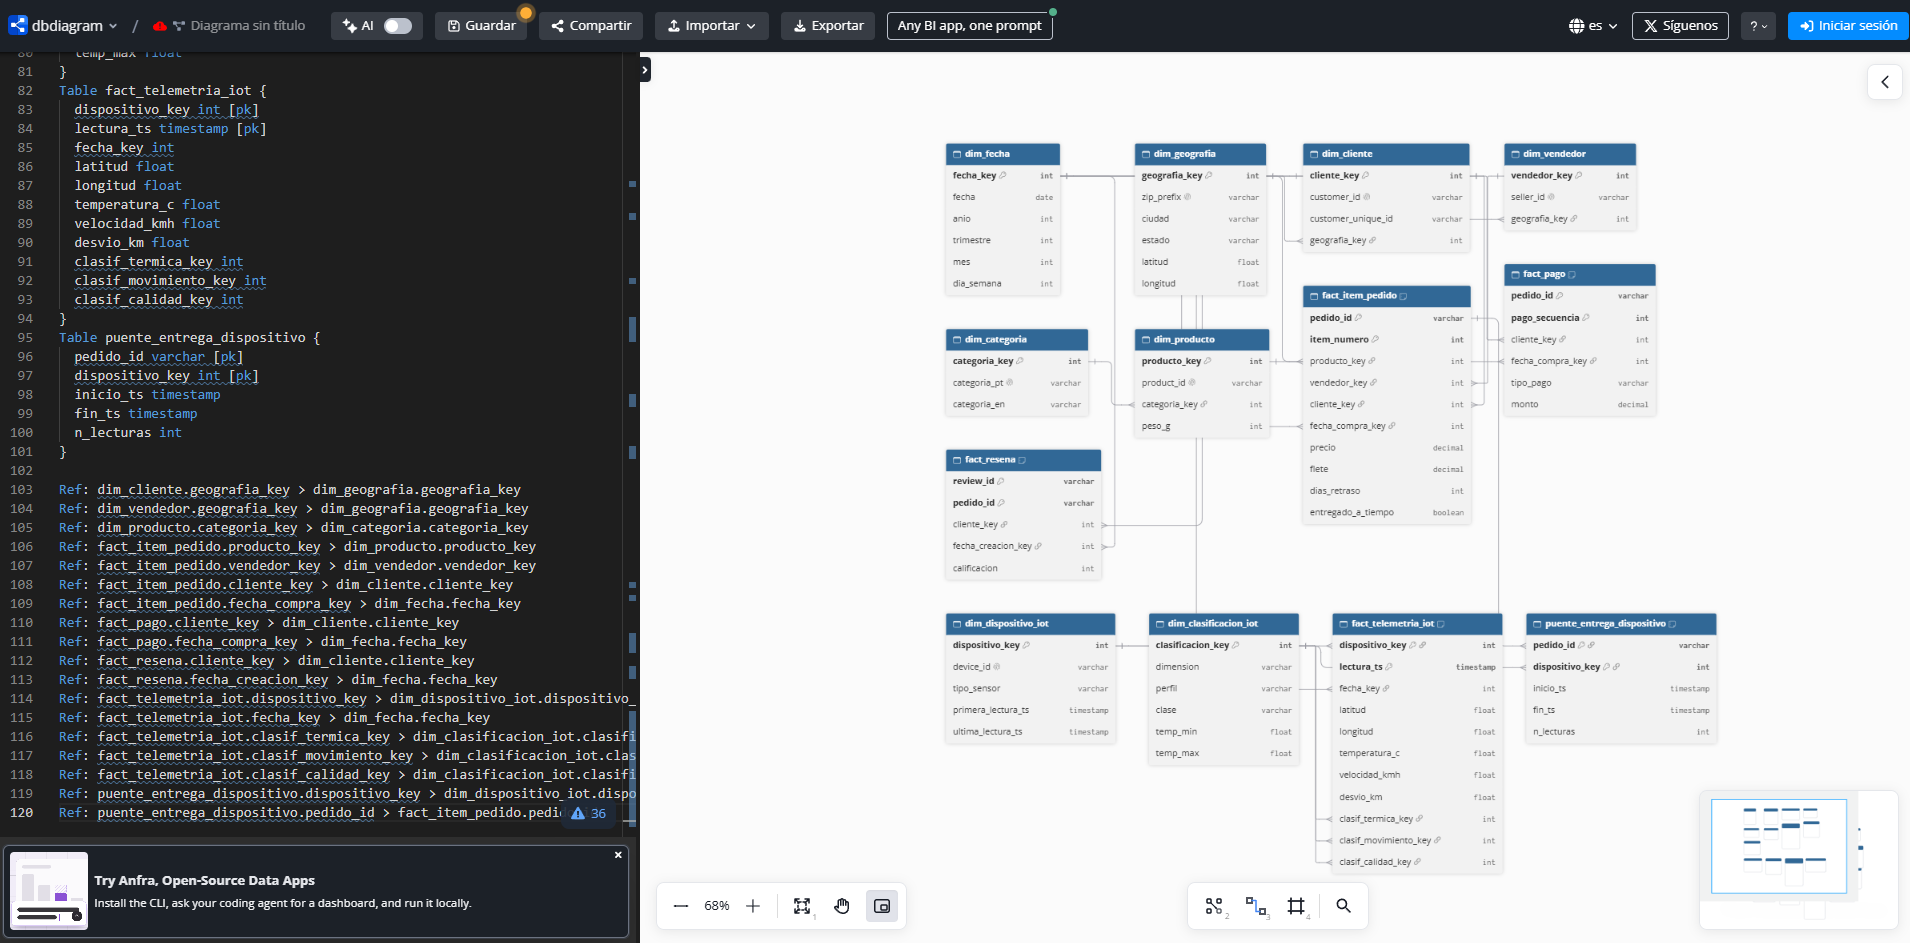 dbdiagram
/
Diagrama sin título
AI
Guardar
Compartir
Importar
Exportar
Any BI app, one prompt
es
Síguenos
?
Iniciar sesión
80 temp_max float
81 }
82 Table fact_telemetria_iot {
83 dispositivo_key int [pk]
84 lectura_ts timestamp [pk]
85 fecha_key int
86 latitud float
87 longitud float
88 temperatura_c float
89 velocidad_kmh float
90 desvio_km float
91 clasif_termica_key int
92 clasif_movimiento_key int
93 clasif_calidad_key int
94 }
95 Table puente_entrega_dispositivo {
96 pedido_id varchar [pk]
97 dispositivo_key int [pk]
98 inicio_ts timestamp
99 fin_ts timestamp
100 n_lecturas int
101 }
102
103 Ref: dim_cliente.geografia_key > dim_geografia.geografia_key
104 Ref: dim_vendedor.geografia_key > dim_geografia.geografia_key
105 Ref: dim_producto.categoria_key > dim_categoria.categoria_key
106 Ref: fact_item_pedido.producto_key > dim_producto.producto_key
107 Ref: fact_item_pedido.vendedor_key > dim_vendedor.vendedor_key
108 Ref: fact_item_pedido.cliente_key > dim_cliente.cliente_key
109 Ref: fact_item_pedido.fecha_compra_key > dim_fecha.fecha_key
110 Ref: fact_pago.cliente_key > dim_cliente.cliente_key
111 Ref: fact_pago.fecha_compra_key > dim_fecha.fecha_key
112 Ref: fact_resena.cliente_key > dim_cliente.cliente_key
113 Ref: fact_resena.fecha_creacion_key > dim_fecha.fecha_key
114 Ref: fact_telemetria_iot.dispositivo_key > dim_dispositivo_iot.dispositivo_
115 Ref: fact_telemetria_iot.fecha_key > dim_fecha.fecha_key
116 Ref: fact_telemetria_iot.clasif_termica_key > dim_clasificacion_iot.clasifi
117 Ref: fact_telemetria_iot.clasif_movimiento_key > dim_clasificacion_iot.clas
118 Ref: fact_telemetria_iot.clasif_calidad_key > dim_clasificacion_iot.clasifi
119 Ref: puente_entrega_dispositivo.dispositivo_key > dim_dispositivo_iot.dispo
120 Ref: puente_entrega_dispositivo.pedido_id > fact_item_pedido.pedid
36
Try Anfra, Open-Source Data Apps
Install the CLI, ask your coding agent for a dashboard, and run it locally.
dim_fecha
fecha_key int
fecha date
anio int
trimestre int
mes int
dia_semana int
dim_geografia
geografia_key int
zip_prefix varchar
ciudad varchar
estado varchar
latitud float
longitud float
dim_cliente
cliente_key int
customer_id varchar
customer_unique_id varchar
geografia_key int
dim_vendedor
vendedor_key int
seller_id varchar
geografia_key int
fact_pago
pedido_id varchar
pago_secuencia int
cliente_key int
fecha_compra_key int
tipo_pago varchar
monto decimal
fact_item_pedido
pedido_id varchar
item_numero int
producto_key int
vendedor_key int
cliente_key int
fecha_compra_key int
precio decimal
flete decimal
dias_retraso int
entregado_a_tiempo boolean
dim_categoria
categoria_key int
categoria_pt varchar
categoria_en varchar
dim_producto
producto_key int
product_id varchar
categoria_key int
peso_g int
fact_resena
review_id varchar
pedido_id varchar
cliente_key int
fecha_creacion_key int
calificacion int
dim_dispositivo_iot
dispositivo_key int
device_id varchar
tipo_sensor varchar
primera_lectura_ts timestamp
ultima_lectura_ts timestamp
dim_clasificacion_iot
clasificacion_key int
dimension varchar
perfil varchar
clase varchar
temp_min float
temp_max float
fact_telemetria_iot
dispositivo_key int
lectura_ts timestamp
fecha_key int
latitud float
longitud float
temperatura_c float
velocidad_kmh float
desvio_km float
clasif_termica_key int
clasif_movimiento_key int
clasif_calidad_key int
puente_entrega_dispositivo
pedido_id varchar
dispositivo_key int
inicio_ts timestamp
fin_ts timestamp
n_lecturas int
68%
1
2
3
4